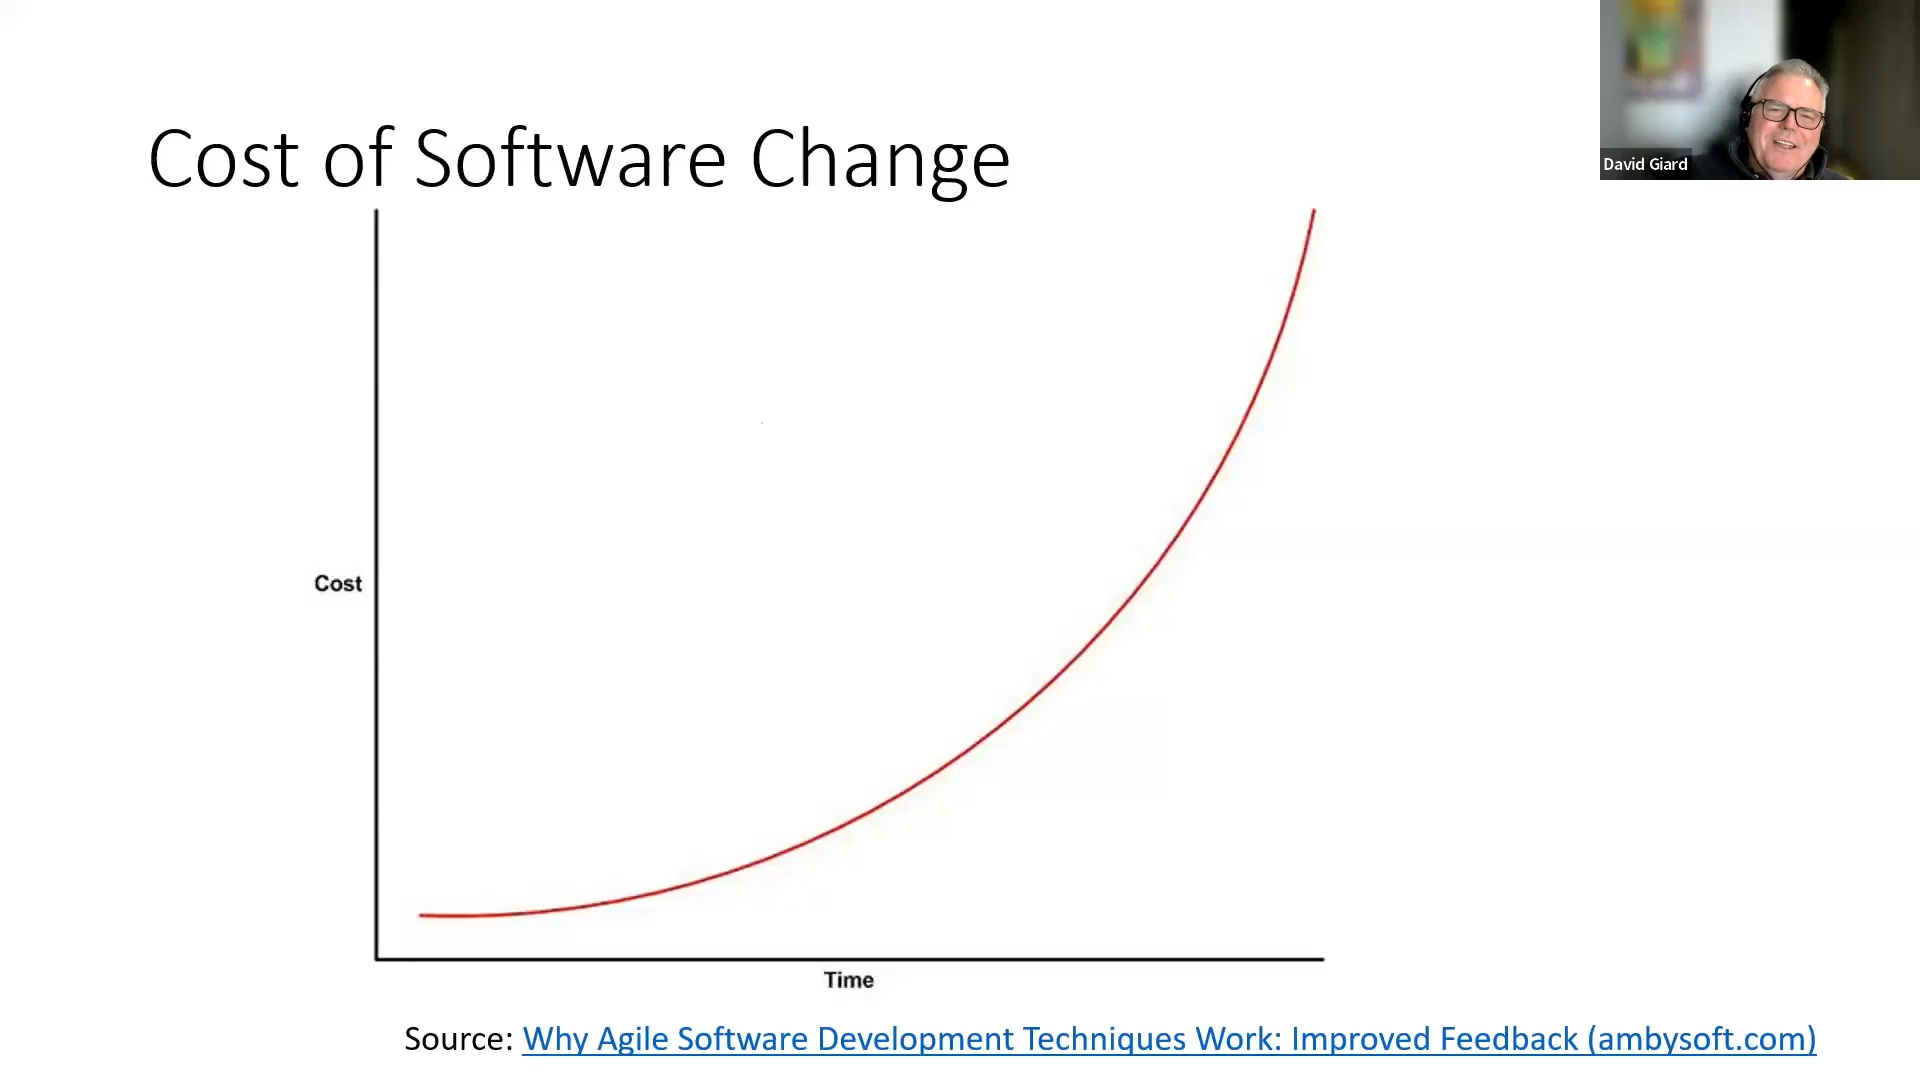 David Giard
Cost of Software Change
Cost
Time
Source: Why Agile Software Development Techniques Work: Improved Feedback (ambysoft.com)